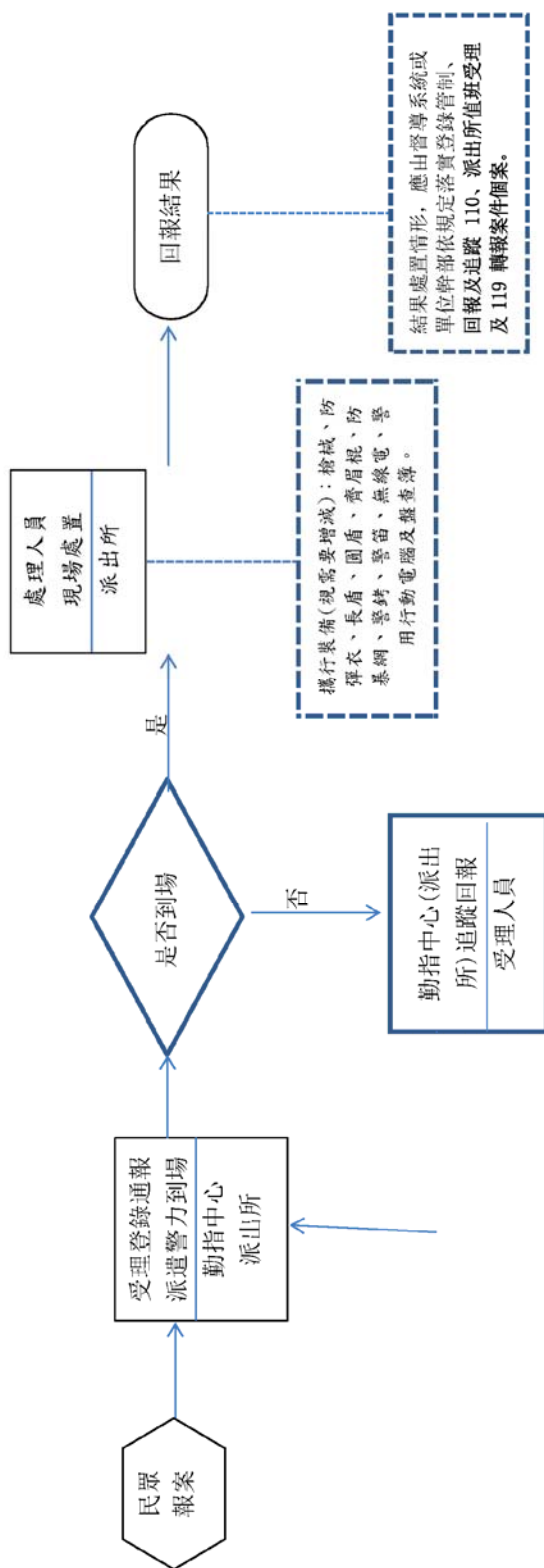 民眾
報案
受理登錄通報
派遣警力到場
勤指中心
派出所
是否到場
是
否
勤指中心(派出
所)追蹤回報
受理人員
處理人員
現場處置
派出所
攜行裝備(視需要增減)：槍械、防
彈衣、長盾、圓盾、齊眉棍、防
暴網、警銬、警笛、無線電、警
用行動電腦及盤查簿。
回報結果
結果處置情形，應由督導系統或
單位幹部依規定落實登錄管制、
回報及追蹤 110、派出所值班受理
及 119 轉報案件個案。